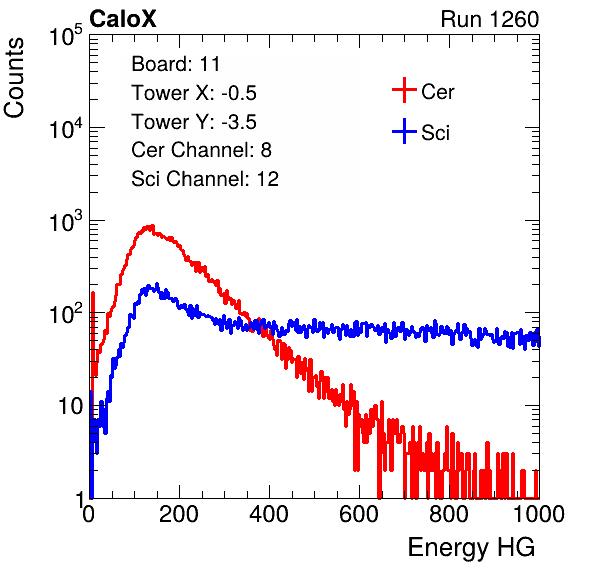 CaloX Run 1260
Counts
10^5
10^4
10^3
10^2
10
1
Board: 11
Tower X: -0.5
Tower Y: -3.5
Cer Channel: 8
Sci Channel: 12
Cer
Sci
0 200 400 600 800 1000
Energy HG